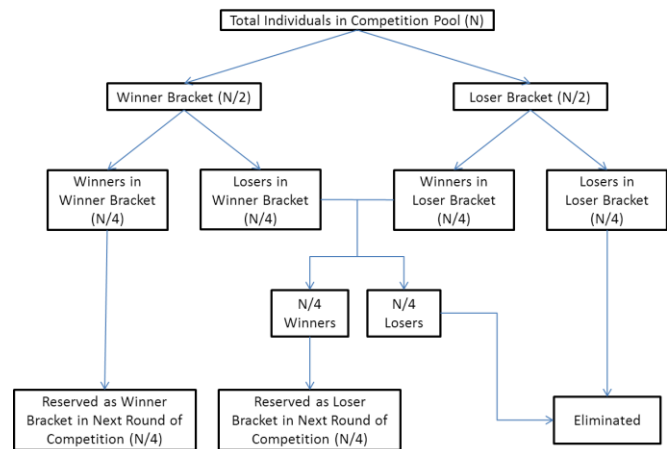 Total Individuals in Competition Pool (N)
Winner Bracket (N/2)
Loser Bracket (N/2)
Winners in
Winner Bracket
(N/4)
Losers in
Winner Bracket
(N/4)
Winners in
Loser Bracket
(N/4)
Losers in
Loser Bracket
(N/4)
N/4
Winners
N/4
Losers
Reserved as Winner
Bracket in Next Round of
Competition (N/4)
Reserved as Loser
Bracket in Next Round of
Competition (N/4)
Eliminated